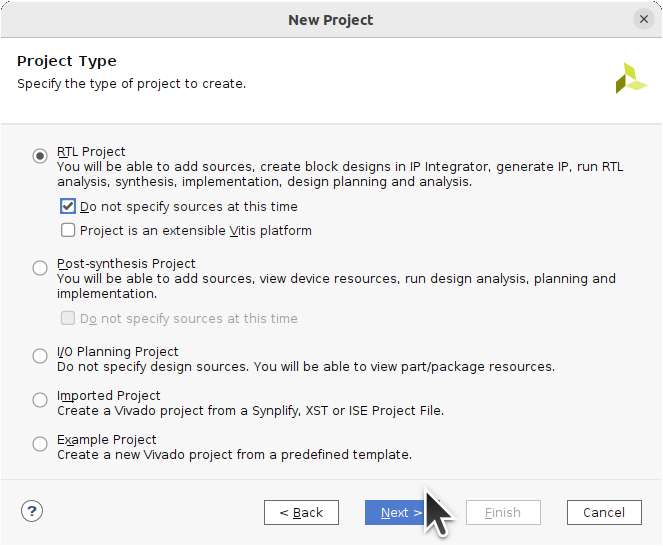 New Project
Project Type
Specify the type of project to create.
RTL Project
You will be able to add sources, create block designs in IP Integrator, generate IP, run RTL
analysis, synthesis, implementation, design planning and analysis.
Do not specify sources at this time
Project is an extensible Vitis platform
Post-synthesis Project
You will be able to add sources, view device resources, run design analysis, planning and
implementation.
Do not specify sources at this time
I/O Planning Project
Do not specify design sources. You will be able to view part/package resources.
Imported Project
Create a Vivado project from a Synplify, XST or ISE Project File.
Example Project
Create a new Vivado project from a predefined template.
? < Back Next > Finish Cancel